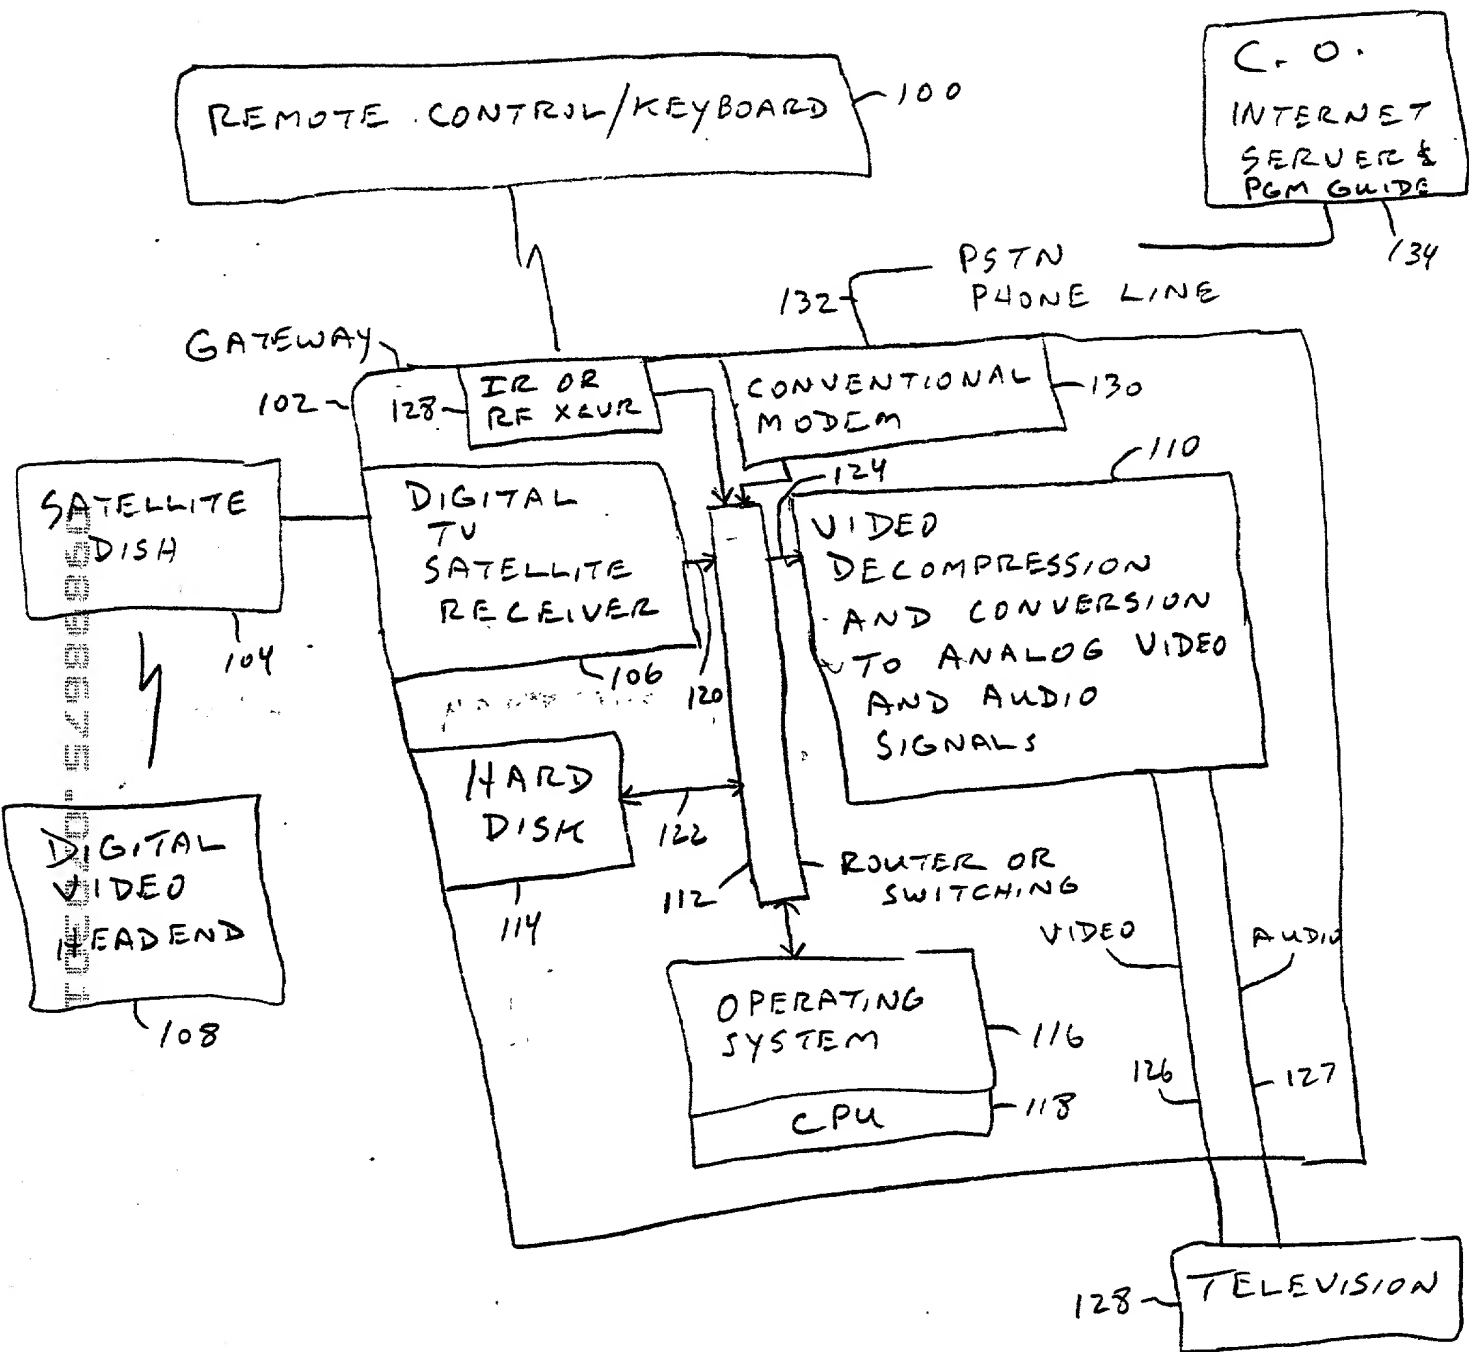 C. O.
INTERNET
SERVER &
PGM GUIDE
134
REMOTE CONTROL/KEYBOARD
100
PSTN
PHONE LINE
132
GATEWAY
102
128
IR OR
RF XCVR
CONVENTIONAL
MODEM
130
124
110
SATELLITE
DISH
104
DIGITAL
TV
SATELLITE
RECEIVER
106
120
VIDEO
DECOMPRESSION
AND CONVERSION
TO ANALOG VIDEO
AND AUDIO
SIGNALS
HARD
DISK
114
122
112
ROUTER OR
SWITCHING
DIGITAL
VIDEO
HEADEND
108
VIDEO
AUDIO
OPERATING
SYSTEM
116
CPU
118
126
127
128
TELEVISION